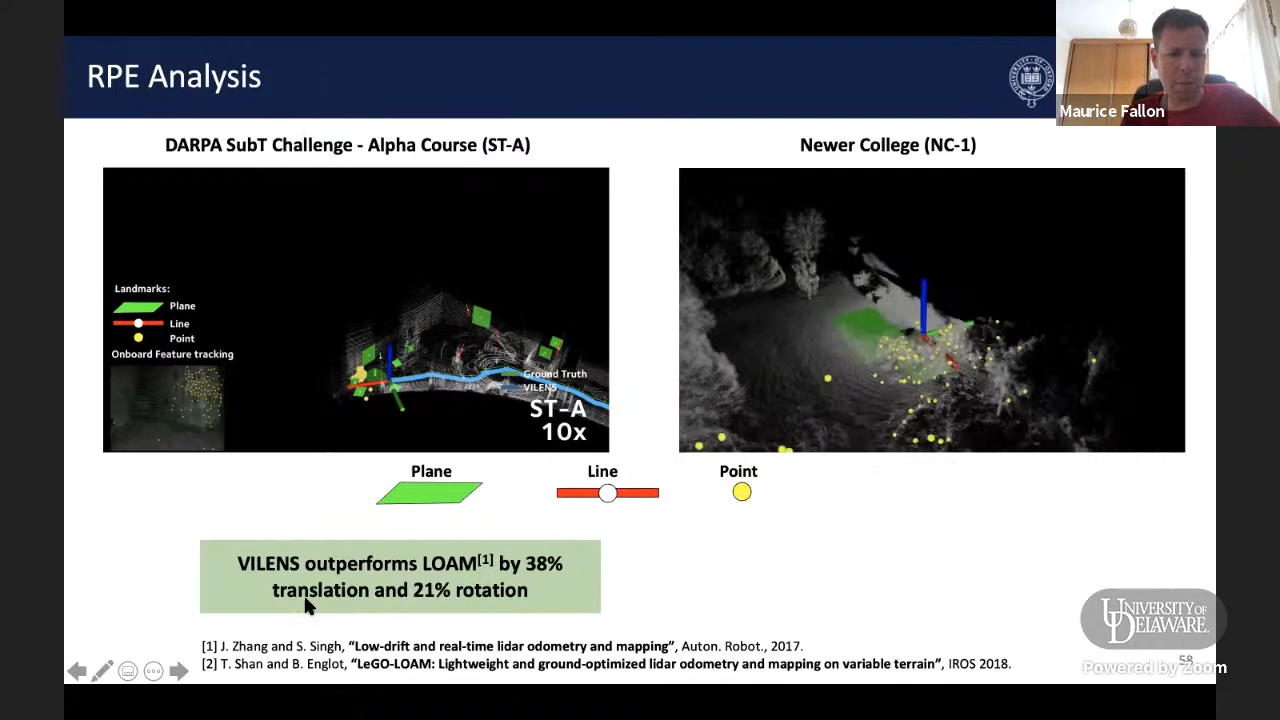 RPE Analysis
Maurice Fallon
DARPA SubT Challenge - Alpha Course (ST-A)
Newer College (NC-1)
Landmarks:
Plane
Line
Point
Onboard Feature tracking
Ground Truth
VILENS
ST-A
10x
Plane
Line
Point
VILENS outperforms LOAM[1] by 38%
translation and 21% rotation
[1] J. Zhang and S. Singh, “Low-drift and real-time lidar odometry and mapping”, Auton. Robot., 2017.
[2] T. Shan and B. Englot, “LeGO-LOAM: Lightweight and ground-optimized lidar odometry and mapping on variable terrain”, IROS 2018.
UNIVERSITY OF
DELAWARE.
58
Powered by Zoom